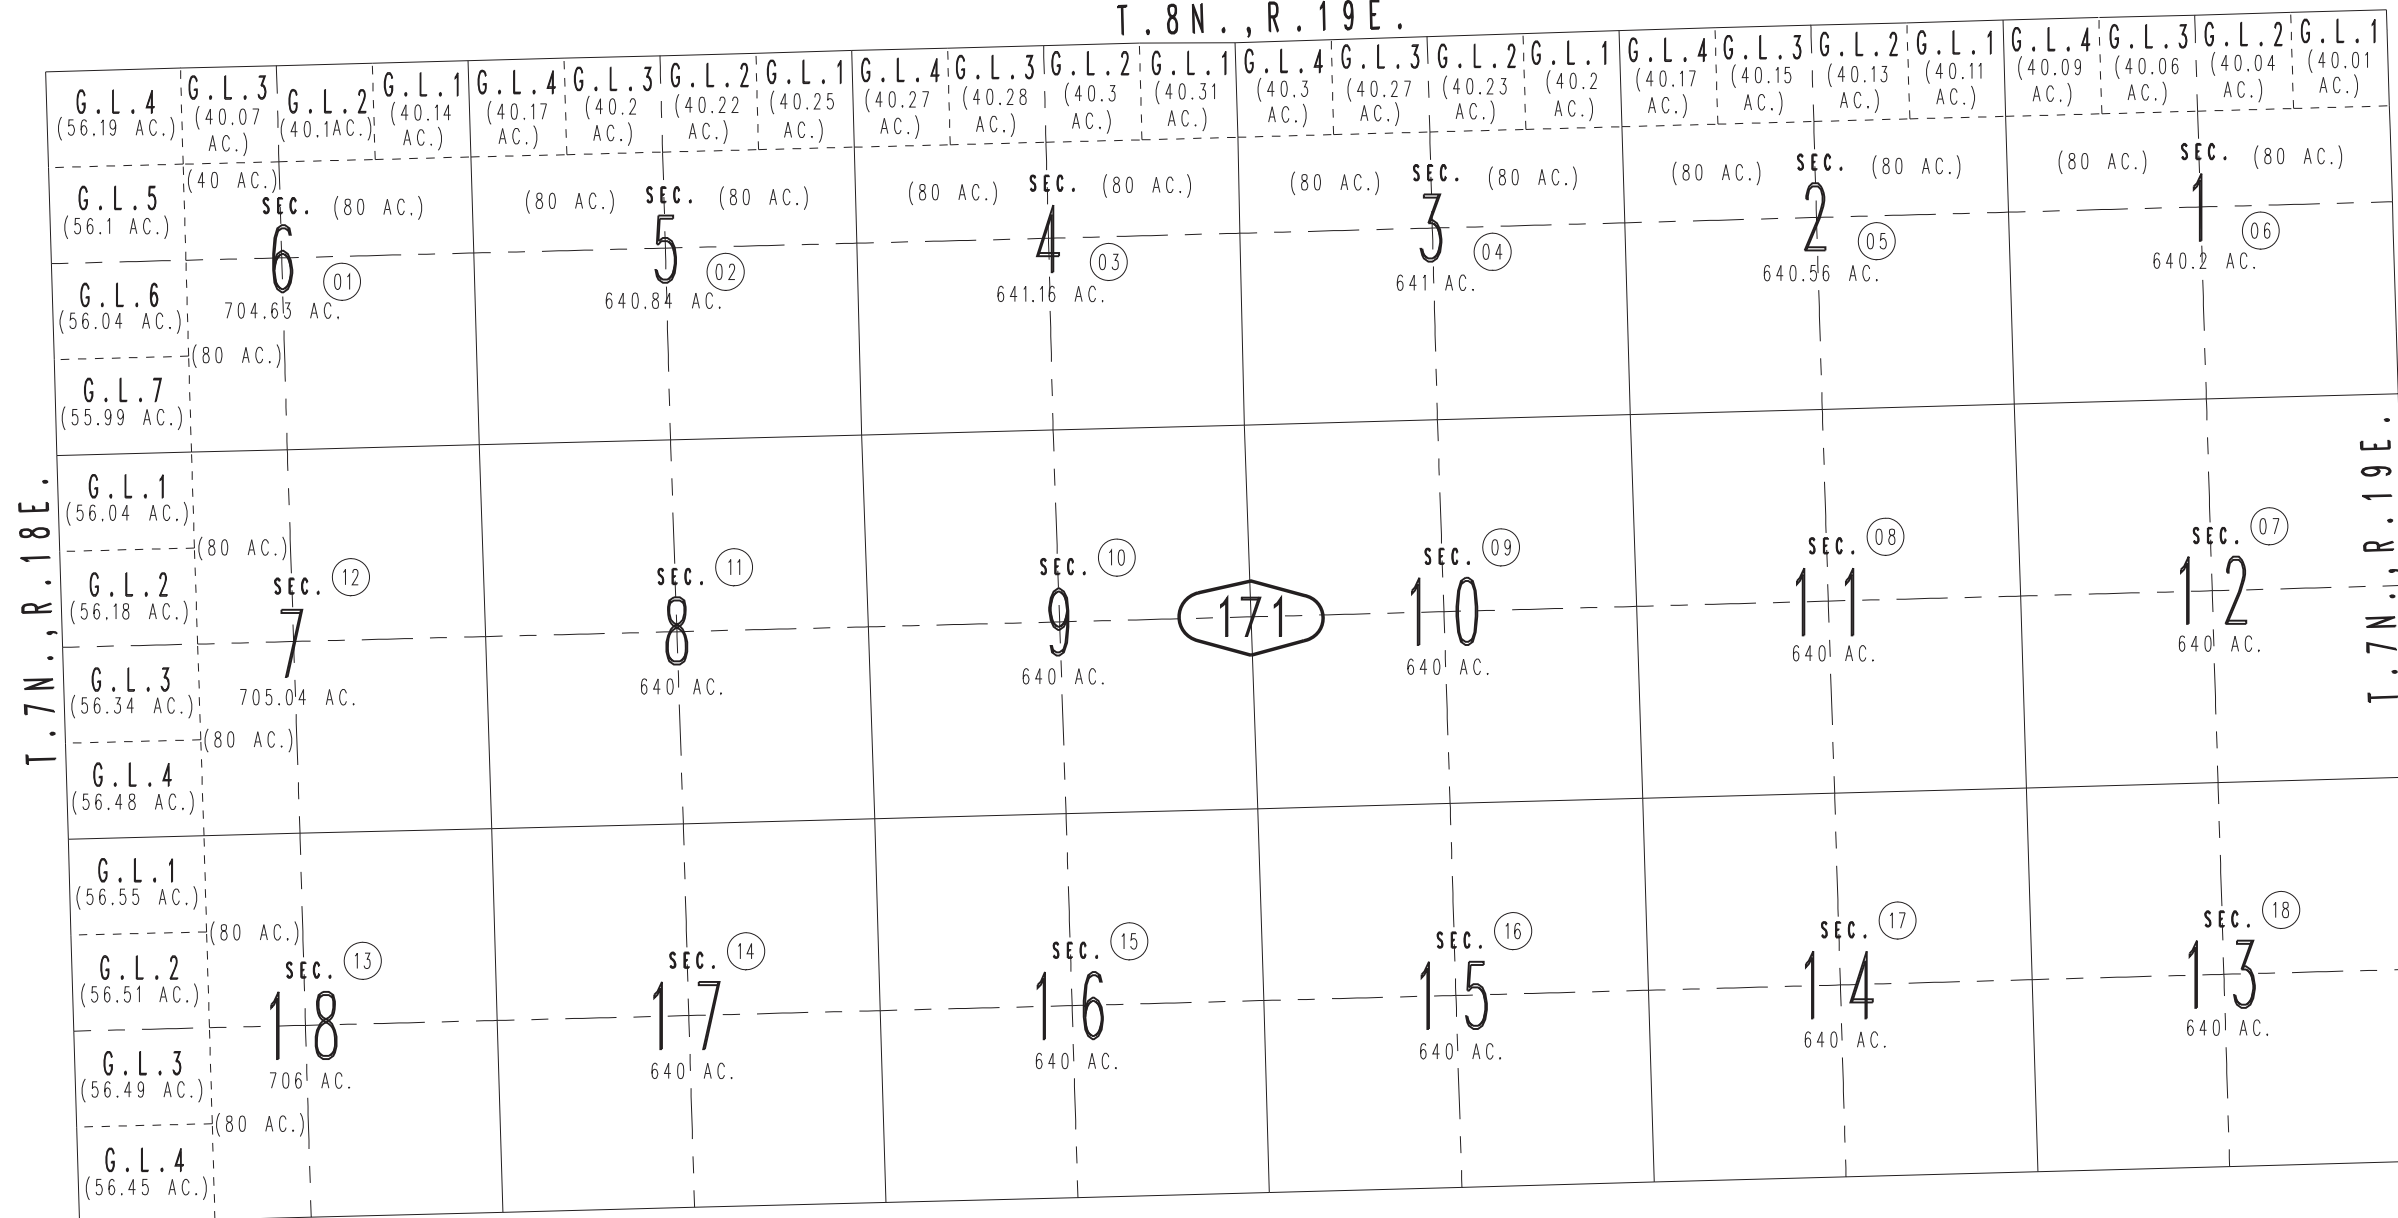 T.8N.,R.19E.
G.L.4
(56.19 AC.)
G.L.3
(40.07
AC.)
G.L.2
(40.1AC.)
G.L.1
(40.14
AC.)
G.L.4
(40.17
AC.)
G.L.3
(40.2
AC.)
G.L.2
(40.22
AC.)
G.L.1
(40.25
AC.)
G.L.4
(40.27
AC.)
G.L.3
(40.28
AC.)
G.L.2
(40.3
AC.)
G.L.1
(40.31
AC.)
G.L.4
(40.3
AC.)
G.L.3
(40.27
AC.)
G.L.2
(40.23
AC.)
G.L.1
(40.2
AC.)
G.L.4
(40.17
AC.)
G.L.3
(40.15
AC.)
G.L.2
(40.13
AC.)
G.L.1
(40.11
AC.)
G.L.4
(40.09
AC.)
G.L.3
(40.06
AC.)
G.L.2
(40.04
AC.)
G.L.1
(40.01
AC.)
G.L.5
(56.1 AC.)
(40 AC.)
SEC.
6
(80 AC.)
01
704.63 AC.
(80 AC.)
SEC.
5
(80 AC.)
02
640.84 AC.
(80 AC.)
SEC.
4
(80 AC.)
03
641.16 AC.
(80 AC.)
SEC.
3
(80 AC.)
04
641 AC.
(80 AC.)
SEC.
2
(80 AC.)
05
640.56 AC.
(80 AC.)
SEC.
1
(80 AC.)
06
640.2 AC.
G.L.6
(56.04 AC.)
(80 AC.)
G.L.7
(55.99 AC.)
T.7N.,R.18E.
T.7N.,R.19E.
G.L.1
(56.04 AC.)
(80 AC.)
G.L.2
(56.18 AC.)
SEC.
12
7
705.04 AC.
SEC.
11
8
640 AC.
SEC.
10
9
640 AC.
171
SEC.
09
10
640 AC.
SEC.
08
11
640 AC.
SEC.
07
12
640 AC.
G.L.3
(56.34 AC.)
(80 AC.)
G.L.4
(56.48 AC.)
G.L.1
(56.55 AC.)
(80 AC.)
G.L.2
(56.51 AC.)
SEC.
13
18
706 AC.
SEC.
14
17
640 AC.
SEC.
15
16
640 AC.
SEC.
16
15
640 AC.
SEC.
17
14
640 AC.
SEC.
18
13
640 AC.
G.L.3
(56.49 AC.)
(80 AC.)
G.L.4
(56.45 AC.)